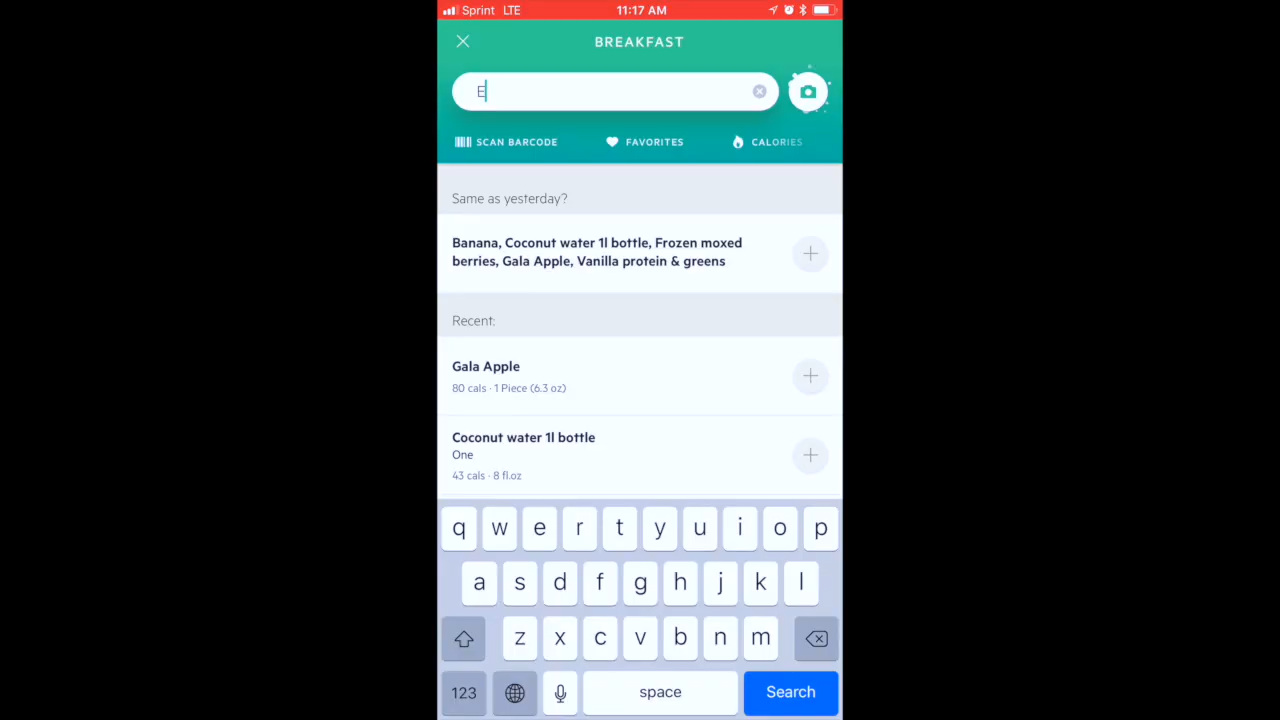 Sprint LTE 11:17 AM
BREAKFAST
E
SCAN BARCODE FAVORITES CALORIES
Same as yesterday?
Banana, Coconut water 1l bottle, Frozen moxed
berries, Gala Apple, Vanilla protein & greens
Recent:
Gala Apple
80 cals · 1 Piece (6.3 oz)
Coconut water 1l bottle
One
43 cals · 8 fl.oz
q w e r t y u i o p
a s d f g h j k l
z x c v b n m
123 space Search